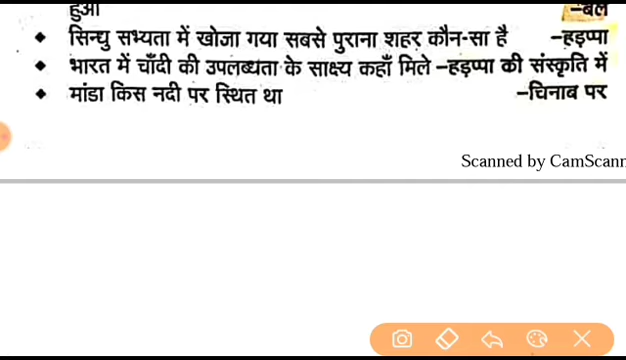 हुआ –बेल
◆ सिन्धु सभ्यता में खोजा गया सबसे पुराना शहर कौन-सा है –हड़प्पा
◆ भारत में चाँदी की उपलब्धता के साक्ष्य कहाँ मिले –हड़प्पा की संस्कृति में
◆ मांडा किस नदी पर स्थित था –चिनाब पर
Scanned by CamScann